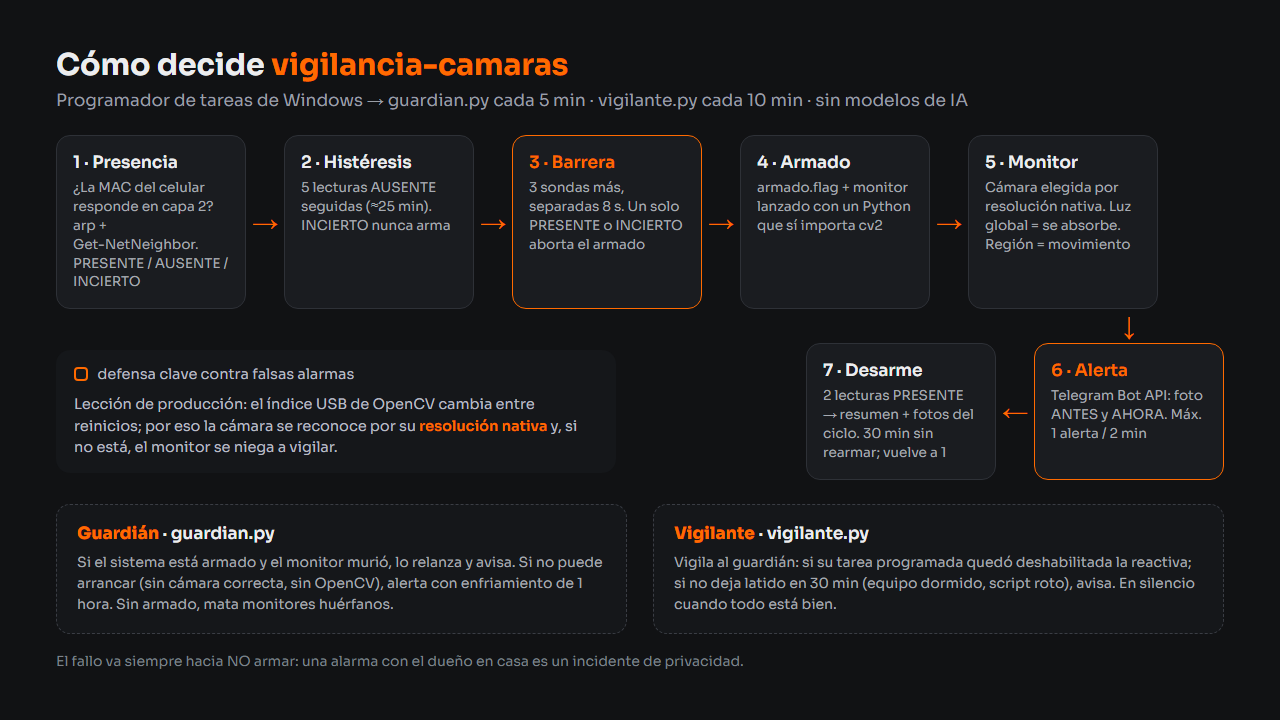 Cómo decide vigilancia-camaras
Programador de tareas de Windows → guardian.py cada 5 min · vigilante.py cada 10 min · sin modelos de IA
1 · Presencia
¿La MAC del celular
responde en capa 2?
arp +
Get-NetNeighbor.
PRESENTE / AUSENTE /
INCIERTO
→
2 · Histéresis
5 lecturas AUSENTE
seguidas (≈25 min).
INCIERTO nunca arma
→
3 · Barrera
3 sondas más,
separadas 8 s. Un solo
PRESENTE o INCIERTO
aborta el armado
→
4 · Armado
armado.flag + monitor
lanzado con un Python
que sí importa cv2
→
5 · Monitor
Cámara elegida por
resolución nativa. Luz
global = se absorbe.
Región = movimiento
↓
6 · Alerta
Telegram Bot API: foto
ANTES y AHORA. Máx.
1 alerta / 2 min
←
7 · Desarme
2 lecturas PRESENTE
→ resumen + fotos del
ciclo. 30 min sin
rearmar; vuelve a 1
defensa clave contra falsas alarmas
Lección de producción: el índice USB de OpenCV cambia entre
reinicios; por eso la cámara se reconoce por su resolución nativa y, si
no está, el monitor se niega a vigilar.
Guardián · guardian.py
Si el sistema está armado y el monitor murió, lo relanza y avisa. Si no puede
arrancar (sin cámara correcta, sin OpenCV), alerta con enfriamiento de 1
hora. Sin armado, mata monitores huérfanos.
Vigilante · vigilante.py
Vigila al guardián: si su tarea programada quedó deshabilitada la reactiva;
si no deja latido en 30 min (equipo dormido, script roto), avisa. En silencio
cuando todo está bien.
El fallo va siempre hacia NO armar: una alarma con el dueño en casa es un incidente de privacidad.